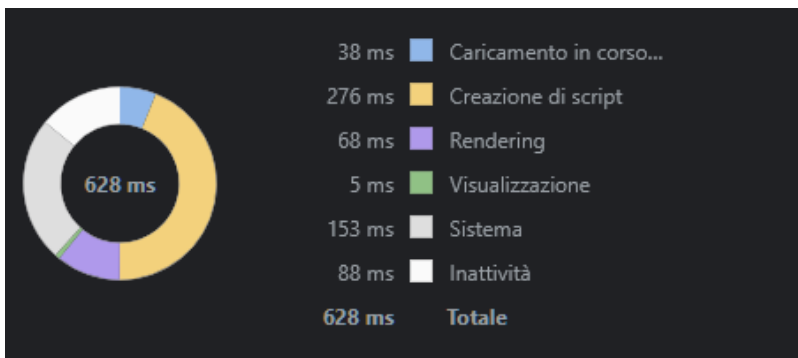 38 ms Caricamento in corso...
276 ms Creazione di script
68 ms Rendering
628 ms
5 ms Visualizzazione
153 ms Sistema
88 ms Inattività
628 ms Totale